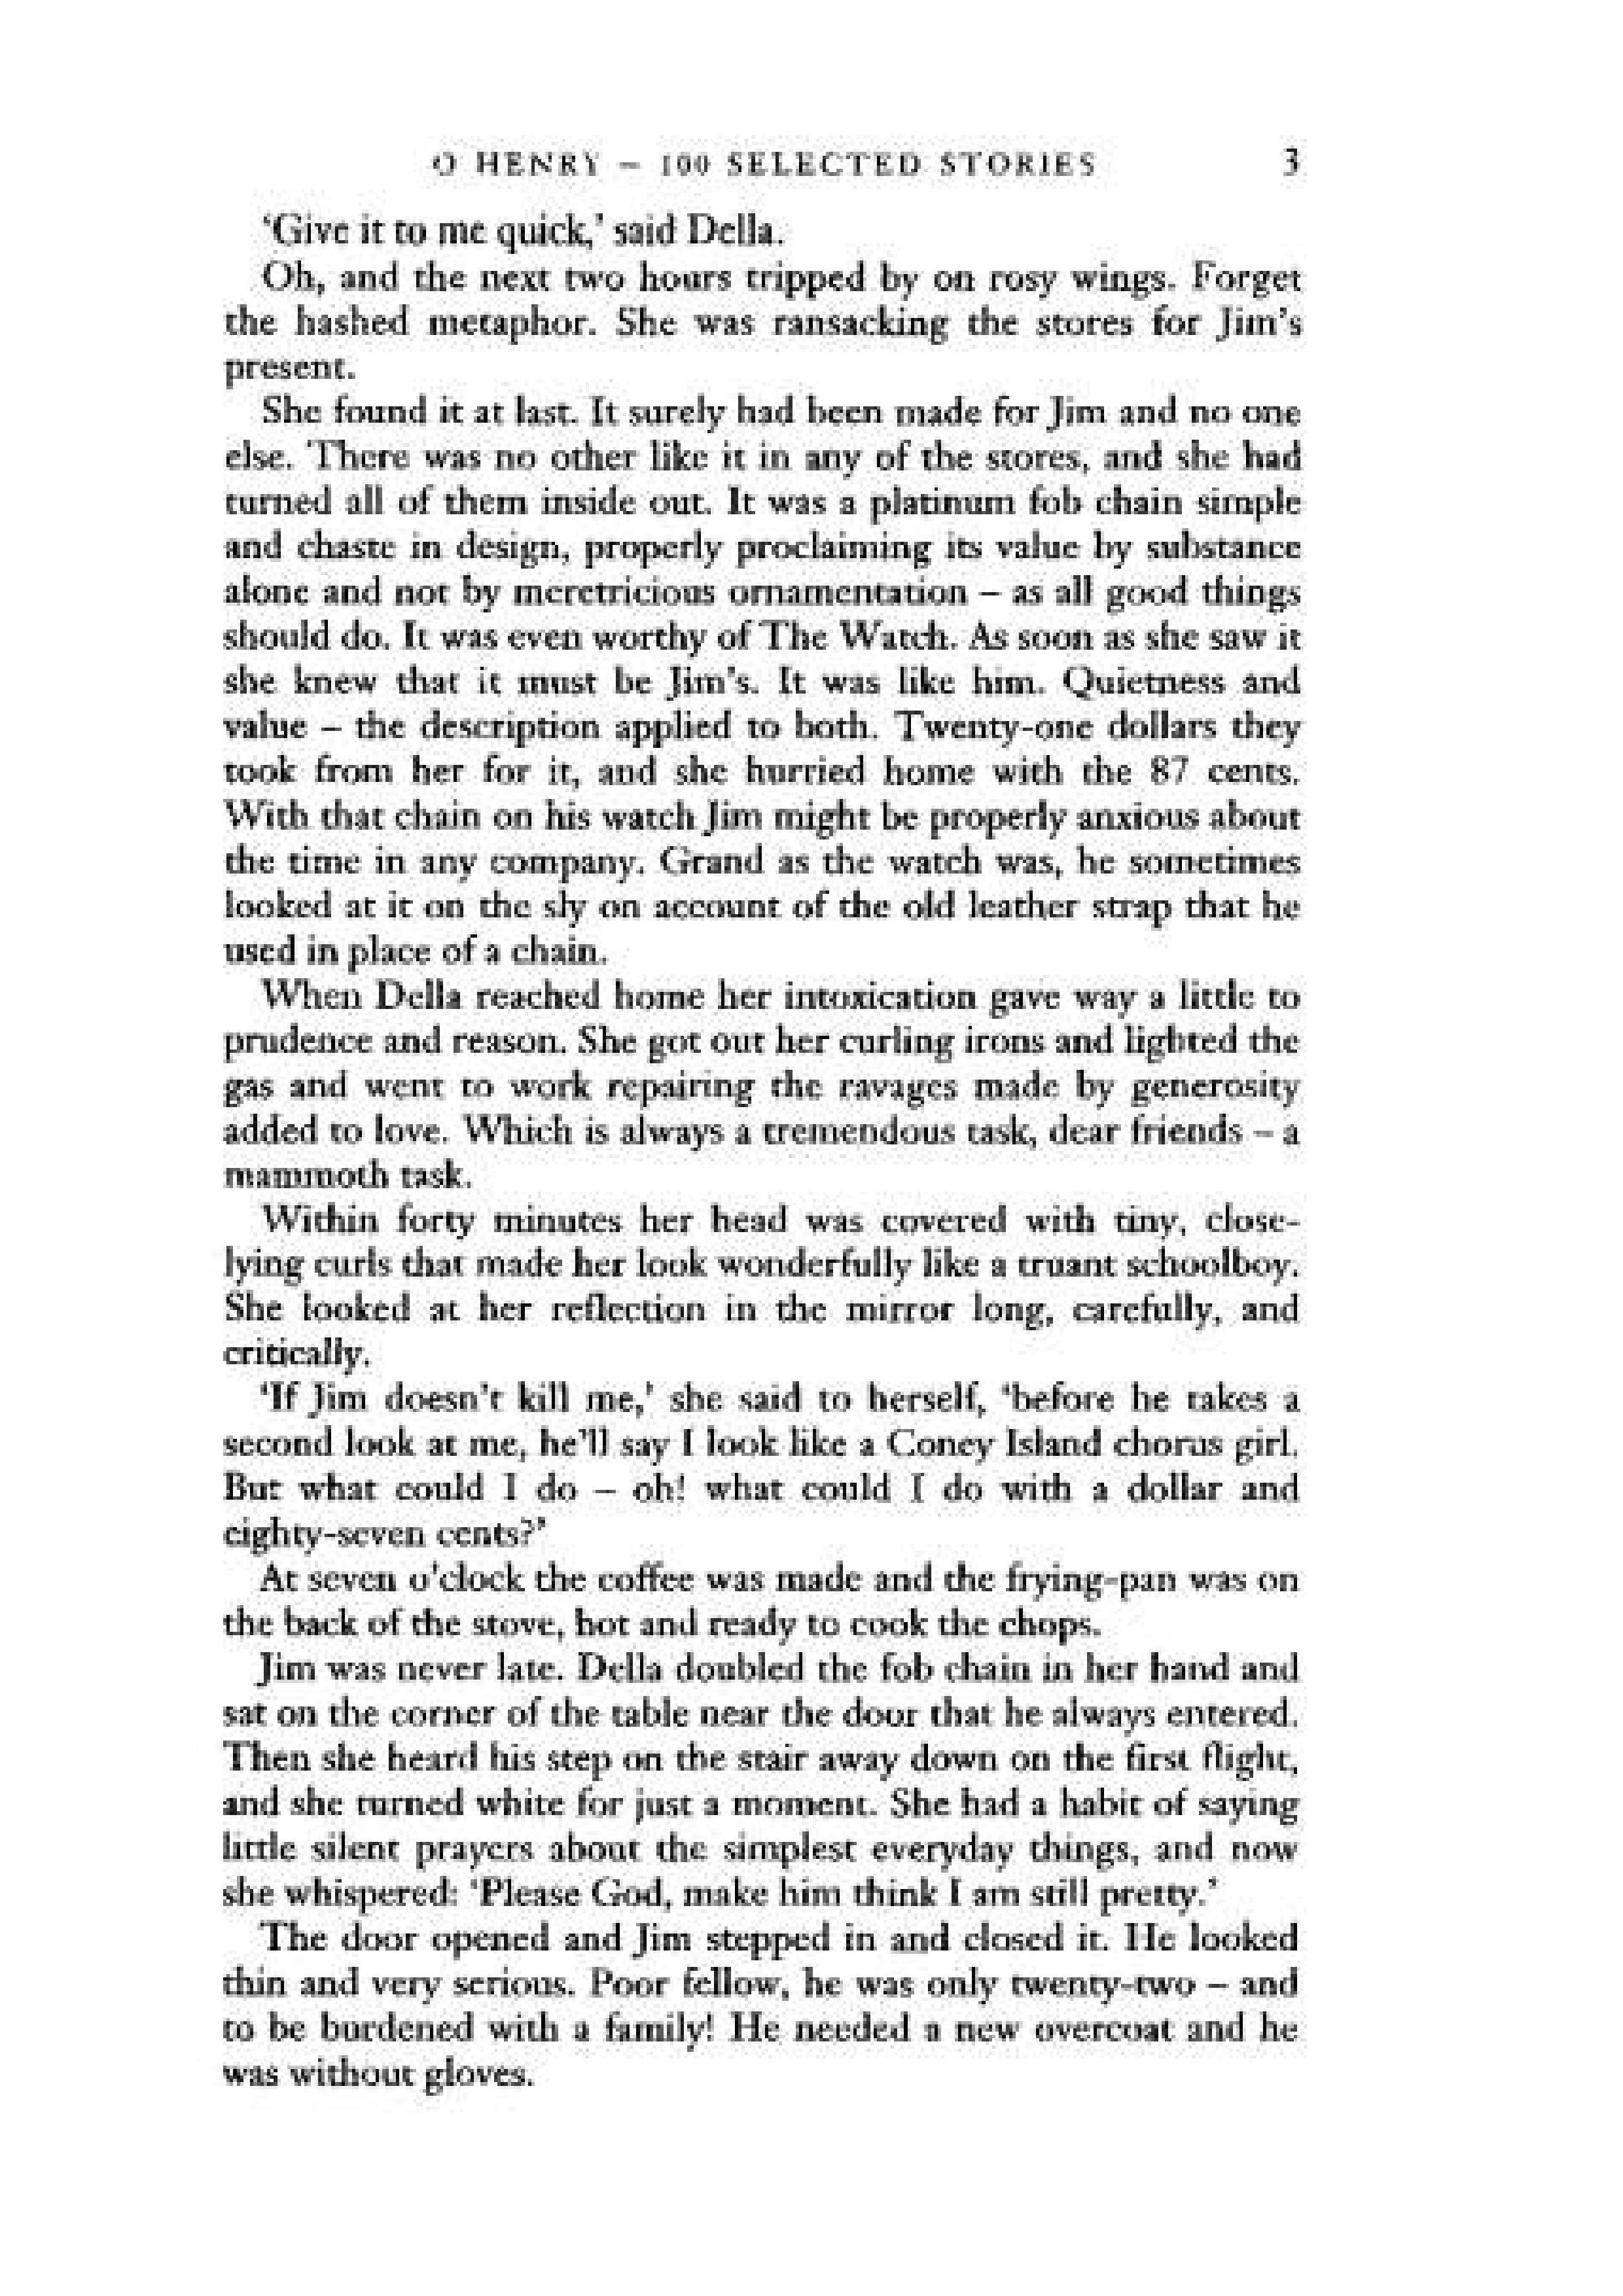 O HENRY – 100 SELECTED STORIES 3
‘Give it to me quick,’ said Della.
Oh, and the next two hours tripped by on rosy wings. Forget
the hashed metaphor. She was ransacking the stores for Jim’s
present.
She found it at last. It surely had been made for Jim and no one
else. There was no other like it in any of the stores, and she had
turned all of them inside out. It was a platinum fob chain simple
and chaste in design, properly proclaiming its value by substance
alone and not by meretricious ornamentation – as all good things
should do. It was even worthy of The Watch. As soon as she saw it
she knew that it must be Jim’s. It was like him. Quietness and
value – the description applied to both. Twenty-one dollars they
took from her for it, and she hurried home with the 87 cents.
With that chain on his watch Jim might be properly anxious about
the time in any company. Grand as the watch was, he sometimes
looked at it on the sly on account of the old leather strap that he
used in place of a chain.
When Della reached home her intoxication gave way a little to
prudence and reason. She got out her curling irons and lighted the
gas and went to work repairing the ravages made by generosity
added to love. Which is always a tremendous task, dear friends – a
mammoth task.
Within forty minutes her head was covered with tiny, close-
lying curls that made her look wonderfully like a truant schoolboy.
She looked at her reflection in the mirror long, carefully, and
critically.
‘If Jim doesn’t kill me,’ she said to herself, ‘before he takes a
second look at me, he’ll say I look like a Coney Island chorus girl.
But what could I do – oh! what could I do with a dollar and
eighty-seven cents?’
At seven o’clock the coffee was made and the frying-pan was on
the back of the stove, hot and ready to cook the chops.
Jim was never late. Della doubled the fob chain in her hand and
sat on the corner of the table near the door that he always entered.
Then she heard his step on the stair away down on the first flight,
and she turned white for just a moment. She had a habit of saying
little silent prayers about the simplest everyday things, and now
she whispered: ‘Please God, make him think I am still pretty.’
The door opened and Jim stepped in and closed it. He looked
thin and very serious. Poor fellow, he was only twenty-two – and
to be burdened with a family! He needed a new overcoat and he
was without gloves.